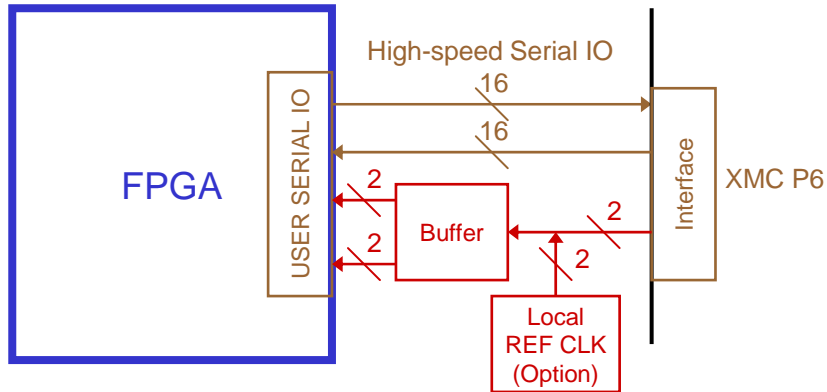 High-speed Serial IO
16
16
USER SERIAL IO
FPGA
Interface
XMC P6
2
2
Buffer
2
2
Local
REF CLK
(Option)